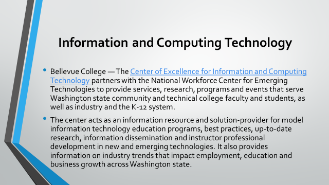 Information and Computing Technology
• Bellevue College — The Center of Excellence for Information and Computing
Technology partners with the National Workforce Center for Emerging
Technologies to provide services, research, programs and events that serve
Washington state community and technical college faculty and students, as
well as industry and the K-12 system.
• The center acts as an information resource and solution-provider for model
information technology education programs, best practices, up-to-date
research, information dissemination and instructor professional
development in new and emerging technologies. It also provides
information on industry trends that impact employment, education and
business growth across Washington state.